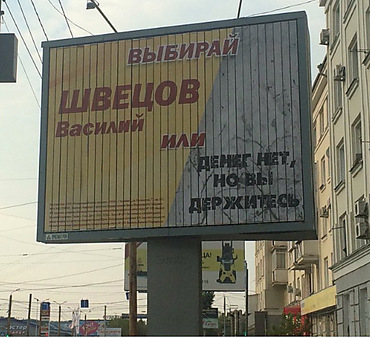 ВЫБИРАЙ
ШВЕЦОВ
Василий
или
ДЕНЕГ НЕТ,
НО ВЫ
ДЕРЖИТЕСЬ